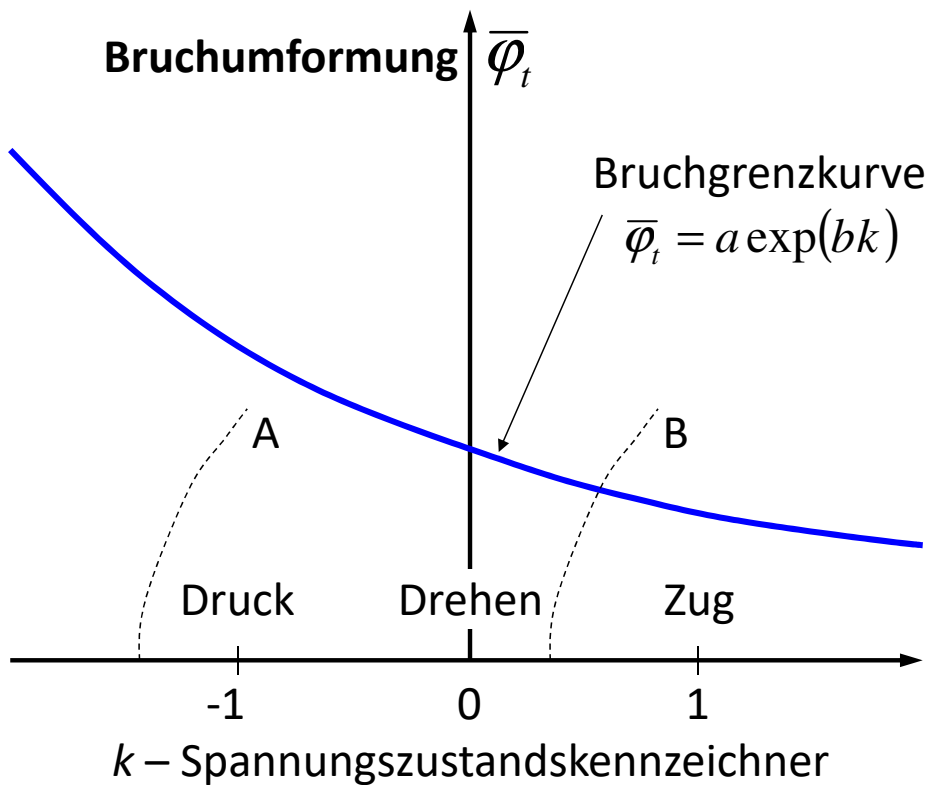 Bruchumformung φ̅ₜ
Bruchgrenzkurve
φ̅ₜ = a exp(bk)
A
B
Druck
Drehen
Zug
-1
0
1
k – Spannungszustandskennzeichner